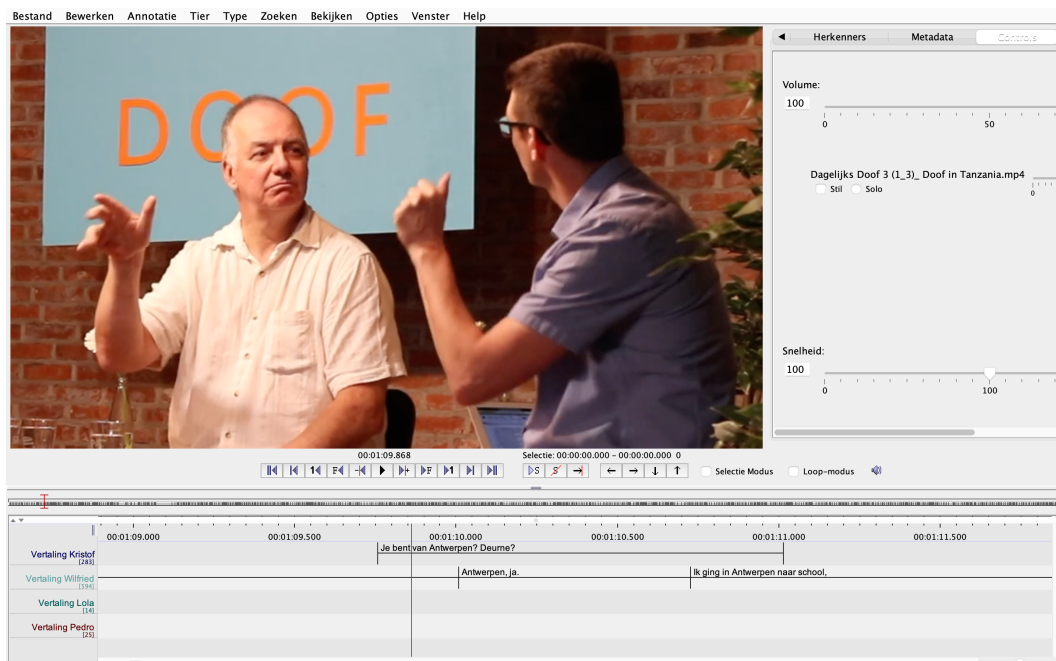 Bestand Bewerken Annotatie Tier Type Zoeken Bekijken Opties Venster Help
DOOF
Herkenners Metadata Controls
Volume:
100
0 50
Dagelijks Doof 3 (1_3)_ Doof in Tanzania.mp4
Stil Solo
0
Snelheid:
100
0 100
00:01:09.868 Selectie: 00:00:00.000 - 00:00:00.000 0
1 F + F 1 S S Selectie Modus Loop-modus
00:01:09.000 00:01:09.500 00:01:10.000 00:01:10.500 00:01:11.000 00:01:11.500
Vertaling Kristof Je bent van Antwerpen? Deurne?
[283]
Vertaling Wilfried Antwerpen, ja. Ik ging in Antwerpen naar school,
[594]
Vertaling Lola
[14]
Vertaling Pedro
[25]